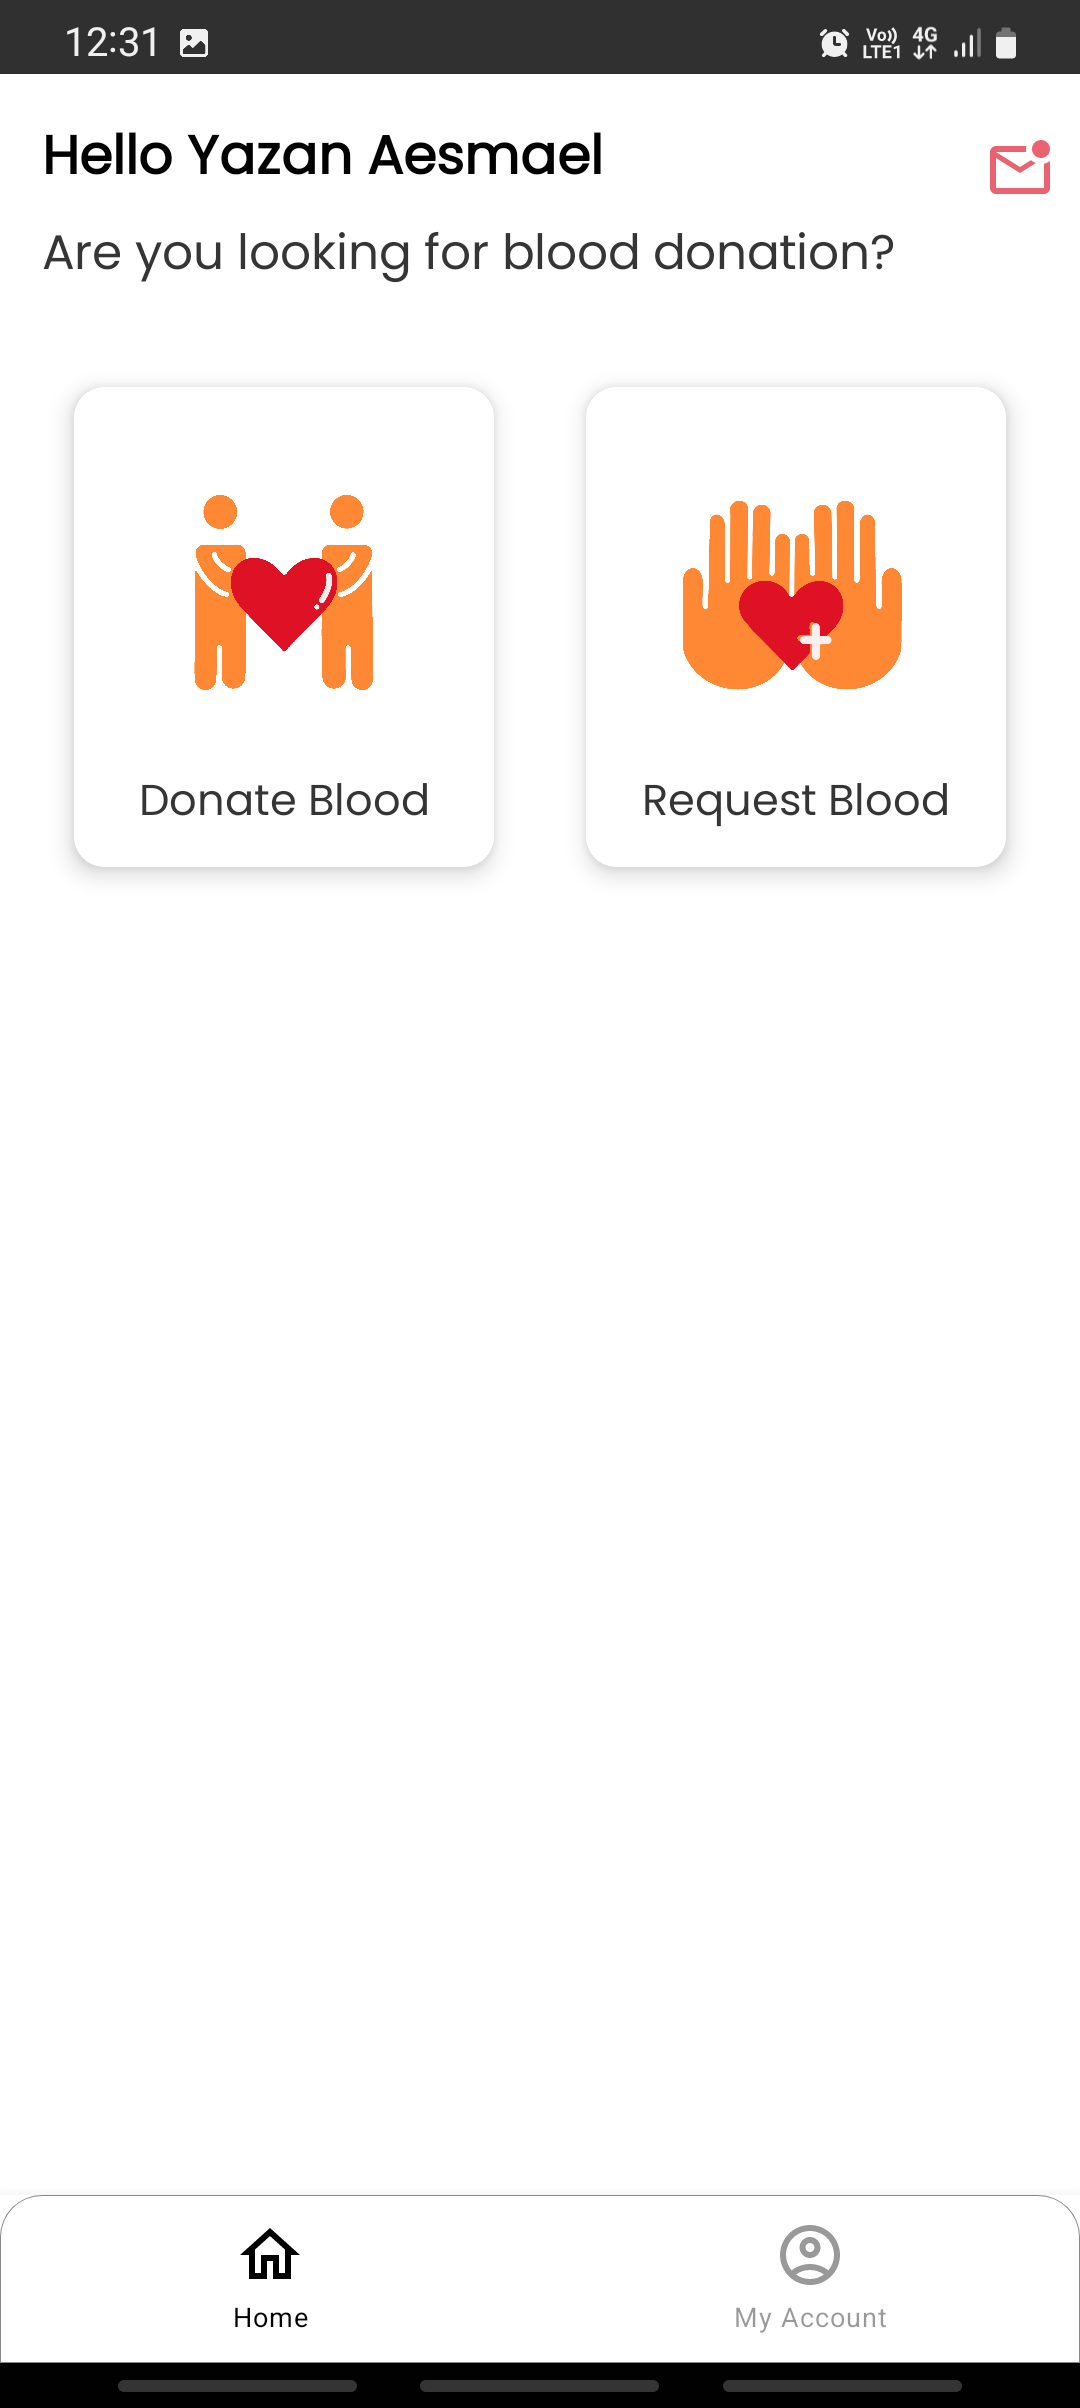 12:31
Vo)) 4G
LTE1
Hello Yazan Aesmael
Are you looking for blood donation?
Donate Blood
Request Blood
Home
My Account